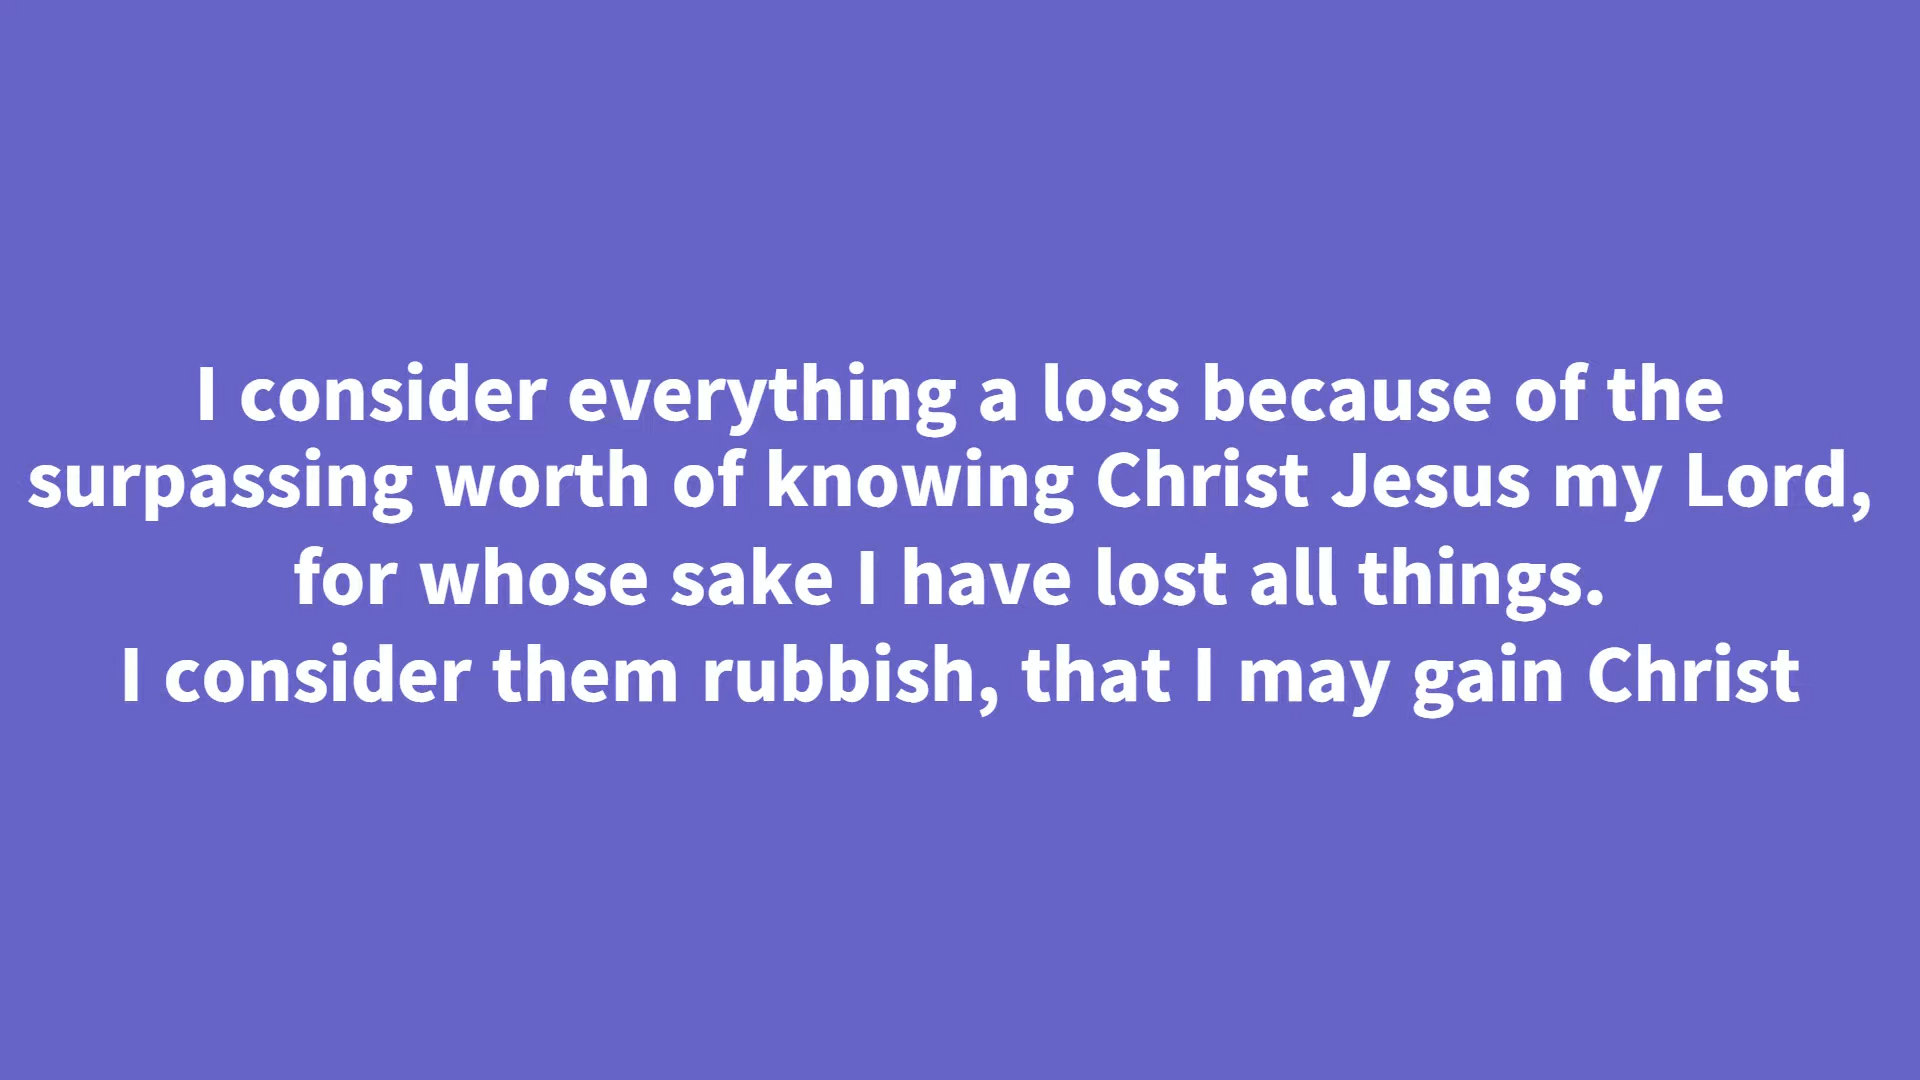 I consider everything a loss because of the
surpassing worth of knowing Christ Jesus my Lord,
for whose sake I have lost all things.
I consider them rubbish, that I may gain Christ